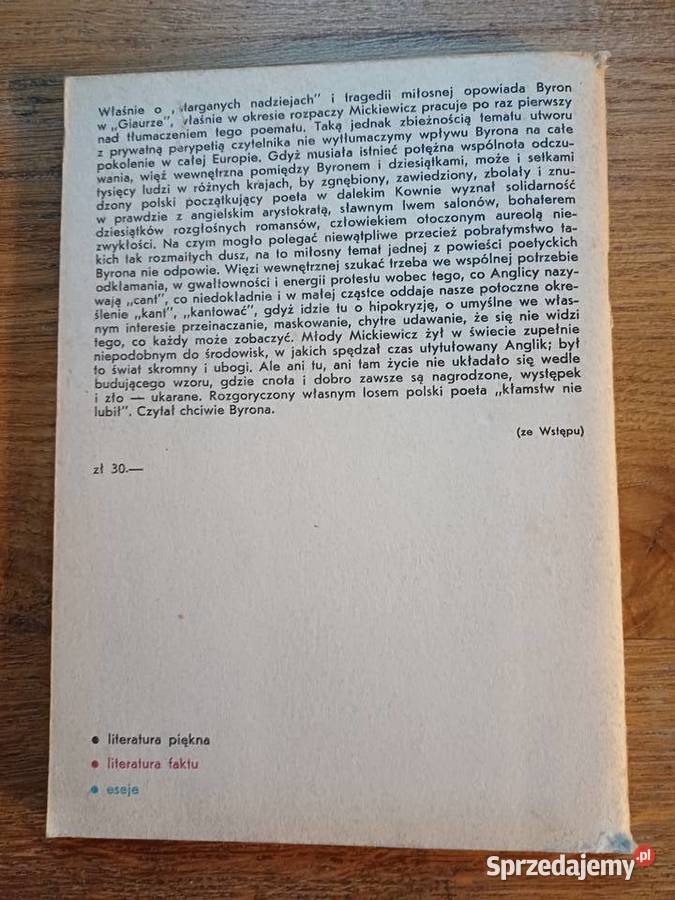 Właśnie o „starganych nadziejach" i tragedii miłosnej opowiada Byron
w „Giaurze", właśnie w okresie rozpaczy Mickiewicz pracuje po raz pierwszy
nad tłumaczeniem tego poematu. Taką jednak zbieżnością tematu utworu
z prywatną perypetią czytelnika nie wytłumaczymy wpływu Byrona na całe
pokolenie w całej Europie. Gdyż musiała istnieć potężna wspólnota odczu-
wania, więź wewnętrzna pomiędzy Byronem i dziesiątkami, może i setkami
tysięcy ludzi w różnych krajach, by zgnębiony, zawiedziony, zbolały i znu-
dzony polski początkujący poeta w dalekim Kownie wyznał solidarność
w prawdzie z angielskim arystokratą, sławnym lwem salonów, bohaterem
dziesiątków rozgłośnych romansów, człowiekiem otoczonym aureolą nie-
zwykłości. Na czym mogło polegać niewątpliwe przecież pobratymstwo ta-
kich tak rozmaitych dusz, na to miłosny temat jednej z powieści poetyckich
Byrona nie odpowie. Więzi wewnętrznej szukać trzeba we wspólnej potrzebie
odkłamania, w gwałtowności i energii protestu wobec tego, co Anglicy nazy-
wają „cant", co niedokładnie i w małej cząstce oddaje nasze potoczne okre-
ślenie „kant", „kantować", gdyż idzie tu o hipokryzję, o umyślne we włas-
nym interesie przeinaczanie, maskowanie, chytre udawanie, że się nie widzi
tego, co każdy może zobaczyć. Młody Mickiewicz żył w świecie zupełnie
niepodobnym do środowisk, w jakich spędzał czas utytułowany Anglik; był
to świat skromny i ubogi. Ale ani tu, ani tam życie nie układało się wedle
budującego wzoru, gdzie cnota i dobro zawsze są nagrodzone, występek
i zło — ukarane. Rozgoryczony własnym losem polski poeta „kłamstw nie
lubił". Czytał chciwie Byrona.
(ze Wstępu)
zł 30.—
• literatura piękna
• literatura faktu
• eseje
Sprzedajemy.pl